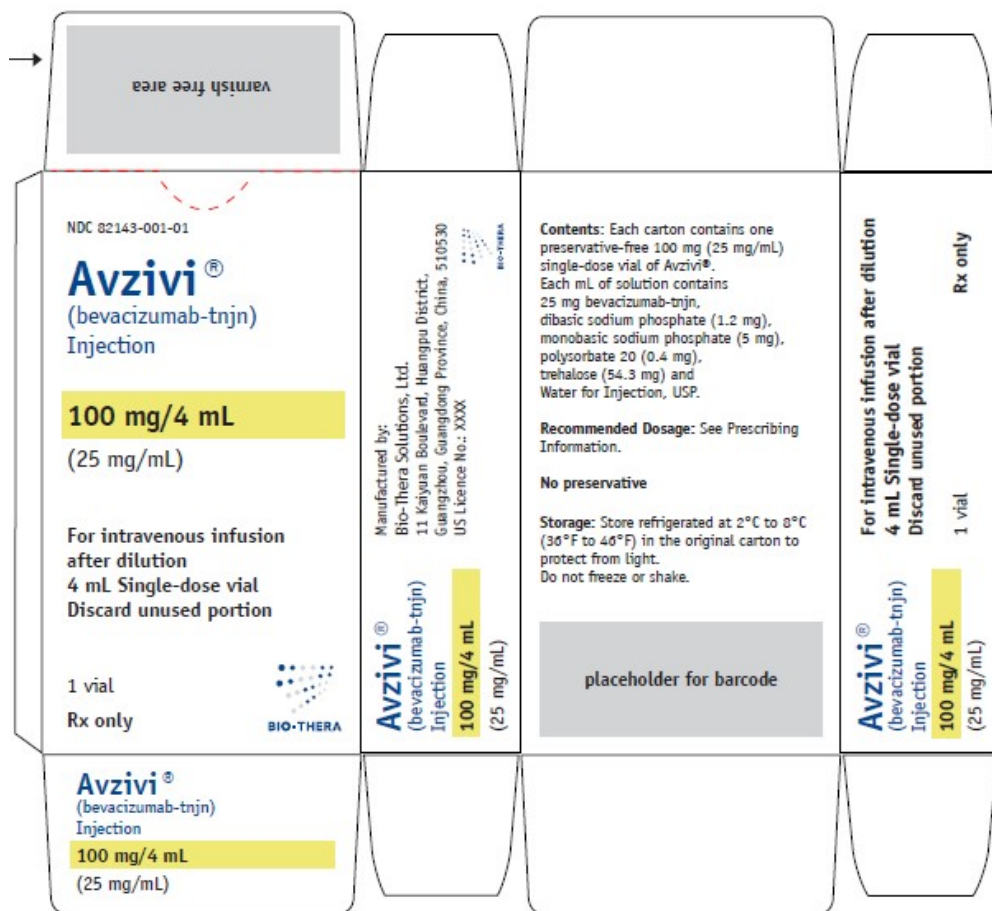 varnish free area
NDC 82143-001-01
Avzivi®
(bevacizumab-tnjn)
Injection
100 mg/4 mL
(25 mg/mL)
For intravenous infusion
after dilution
4 mL Single-dose vial
Discard unused portion
1 vial
Rx only
BIO-THERA
Avzivi®
(bevacizumab-tnjn)
Injection
100 mg/4 mL
(25 mg/mL)
Manufactured by:
Bio-Thera Solutions, Ltd.
11 Kaiyuan Boulevard, Huangpu District,
Guangzhou, Guangdong Province, China, 510530
US Licence No.: XXXX
BIO-THERA
Avzivi®
(bevacizumab-tnjn)
Injection
100 mg/4 mL
(25 mg/mL)
Contents: Each carton contains one
preservative-free 100 mg (25 mg/mL)
single-dose vial of Avzivi®.
Each mL of solution contains
25 mg bevacizumab-tnjn,
dibasic sodium phosphate (1.2 mg),
monobasic sodium phosphate (5 mg),
polysorbate 20 (0.4 mg),
trehalose (54.3 mg) and
Water for Injection, USP.
Recommended Dosage: See Prescribing
Information.
No preservative
Storage: Store refrigerated at 2°C to 8°C
(36°F to 46°F) in the original carton to
protect from light.
Do not freeze or shake.
placeholder for barcode
For intravenous infusion after dilution
4 mL Single-dose vial
Discard unused portion
1 vial
Rx only
Avzivi®
(bevacizumab-tnjn)
Injection
100 mg/4 mL
(25 mg/mL)